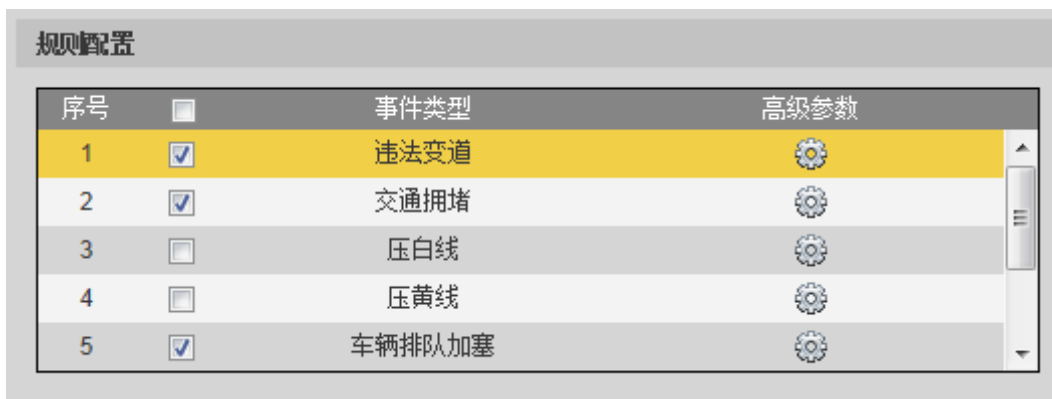 规则配置
序号 事件类型 高级参数
1 违法变道
2 交通拥堵
3 压白线
4 压黄线
5 车辆排队加塞